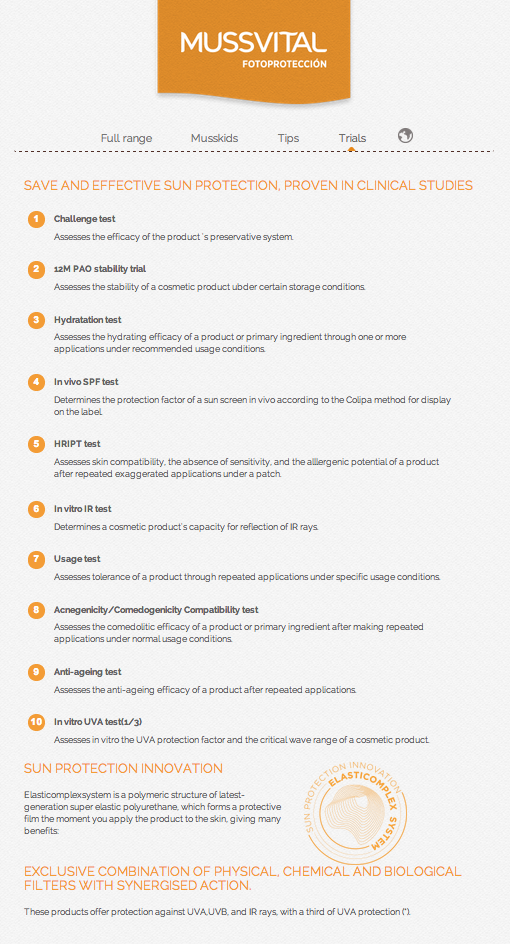 MUSSVITAL
FOTOPROTECCIÓN
Full range Musskids Tips Trials
SAVE AND EFFECTIVE SUN PROTECTION, PROVEN IN CLINICAL STUDIES
1 Challenge test
Assesses the efficacy of the product ´s preservative system.
2 12M PAO stability trial
Assesses the stability of a cosmetic product ubder certain storage conditions.
3 Hydratation test
Assesses the hydrating efficacy of a product or primary ingredient through one or more
applications under recommended usage conditions.
4 In vivo SPF test
Determines the protection factor of a sun screen in vivo according to the Colipa method for display
on the label.
5 HRIPT test
Assesses skin compatibility, the absence of sensitivity, and the alllergenic potential of a product
after repeated exaggerated applications under a patch.
6 In vitro IR test
Determines a cosmetic product´s capacity for reflection of IR rays.
7 Usage test
Assesses tolerance of a product through repeated applications under specific usage conditions.
8 Acnegenicity/Comedogenicity Compatibility test
Assesses the comedolitic efficacy of a product or primary ingredient after making repeated
applications under normal usage conditions.
9 Anti-ageing test
Assesses the anti-ageing efficacy of a product after repeated applications.
10 In vitro UVA test(1/3)
Assesses in vitro the UVA protection factor and the critical wave range of a cosmetic product.
SUN PROTECTION INNOVATION
Elasticomplexsystem is a polymeric structure of latest-
generation super elastic polyurethane, which forms a protective
film the moment you apply the product to the skin, giving many
benefits:
SUN PROTECTION INNOVATION
ELASTICOMPLEX SYSTEM
EXCLUSIVE COMBINATION OF PHYSICAL, CHEMICAL AND BIOLOGICAL
FILTERS WITH SYNERGISED ACTION.
These products offer protection against UVA,UVB, and IR rays, with a third of UVA protection (*).